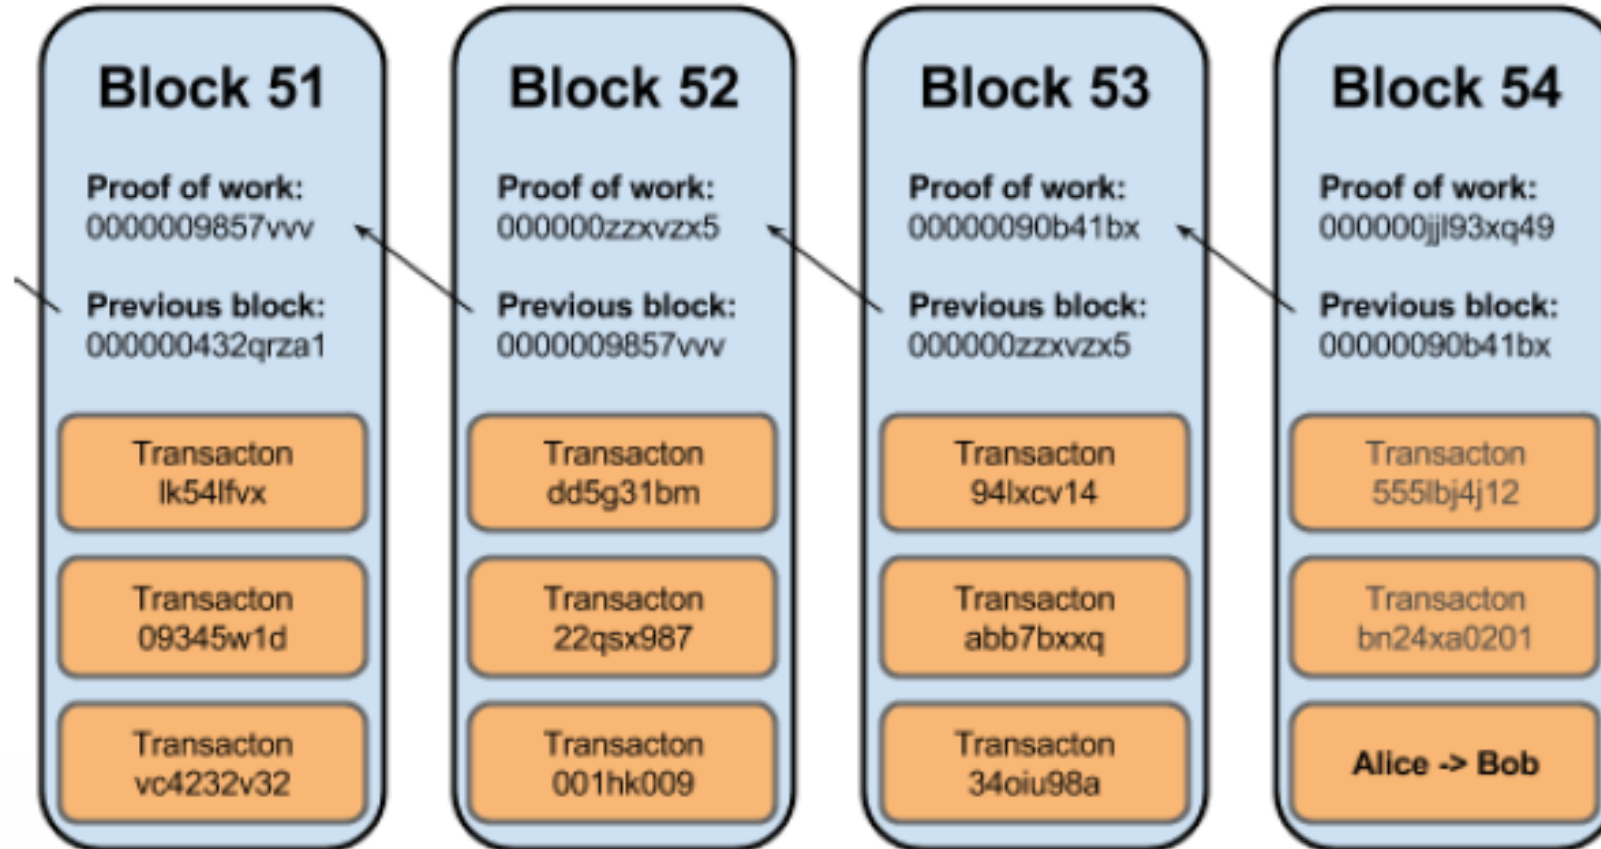 Block 51
Proof of work:
0000009857vvv
Previous block:
000000432qrza1
Transacton
lk54lfvx
Transacton
09345w1d
Transacton
vc4232v32
Block 52
Proof of work:
000000zzxvzx5
Previous block:
0000009857vvv
Transacton
dd5g31bm
Transacton
22qsx987
Transacton
001hk009
Block 53
Proof of work:
00000090b41bx
Previous block:
000000zzxvzx5
Transacton
94lxcv14
Transacton
abb7bxxq
Transacton
34oiu98a
Block 54
Proof of work:
000000jjl93xq49
Previous block:
00000090b41bx
Transacton
555lbj4j12
Transacton
bn24xa0201
Alice -> Bob